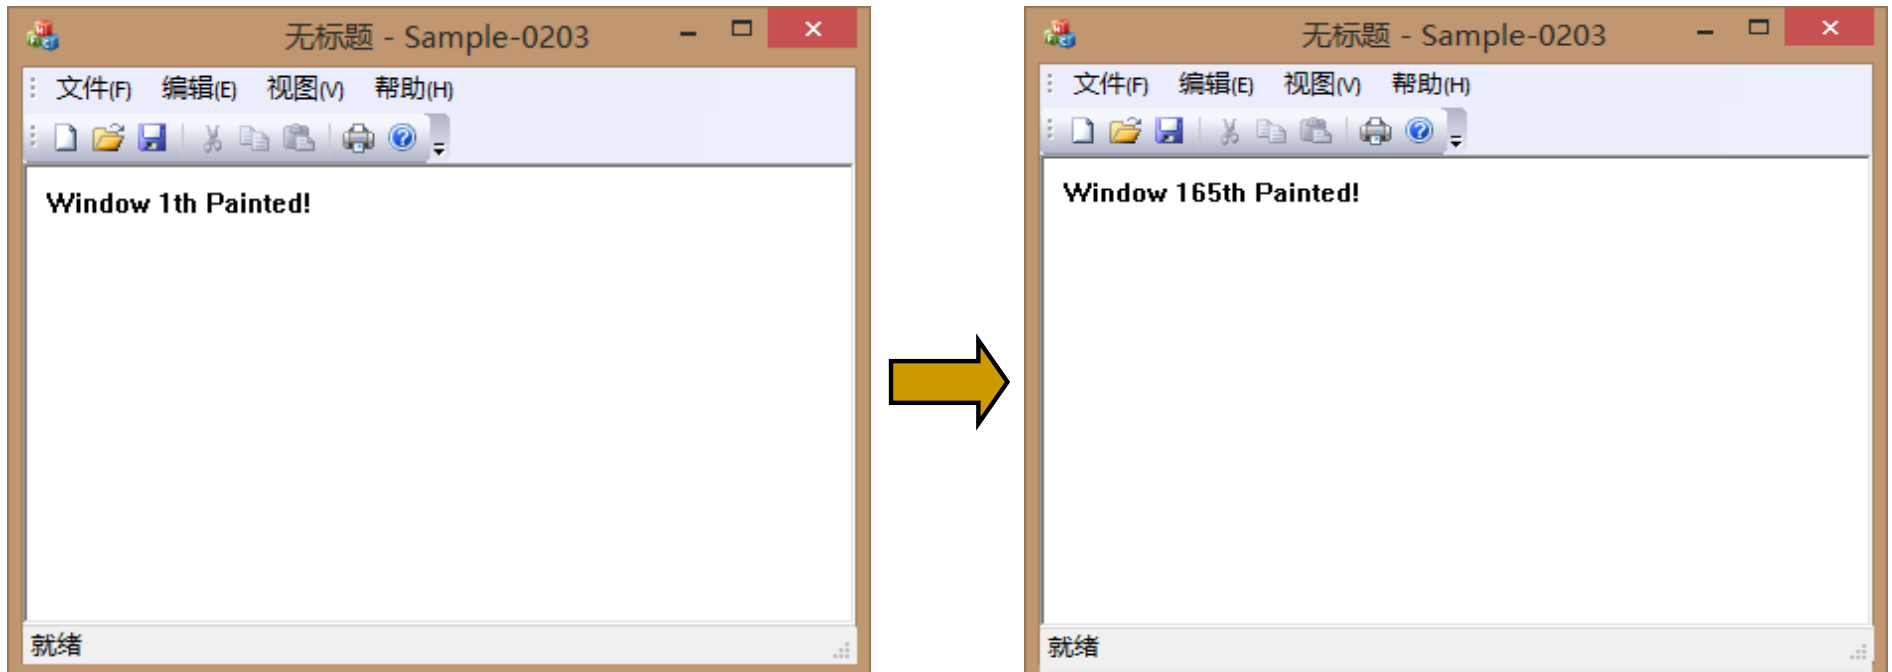 无标题 - Sample-0203
文件(F) 编辑(E) 视图(V) 帮助(H)
Window 1th Painted!
就绪
无标题 - Sample-0203
文件(F) 编辑(E) 视图(V) 帮助(H)
Window 165th Painted!
就绪